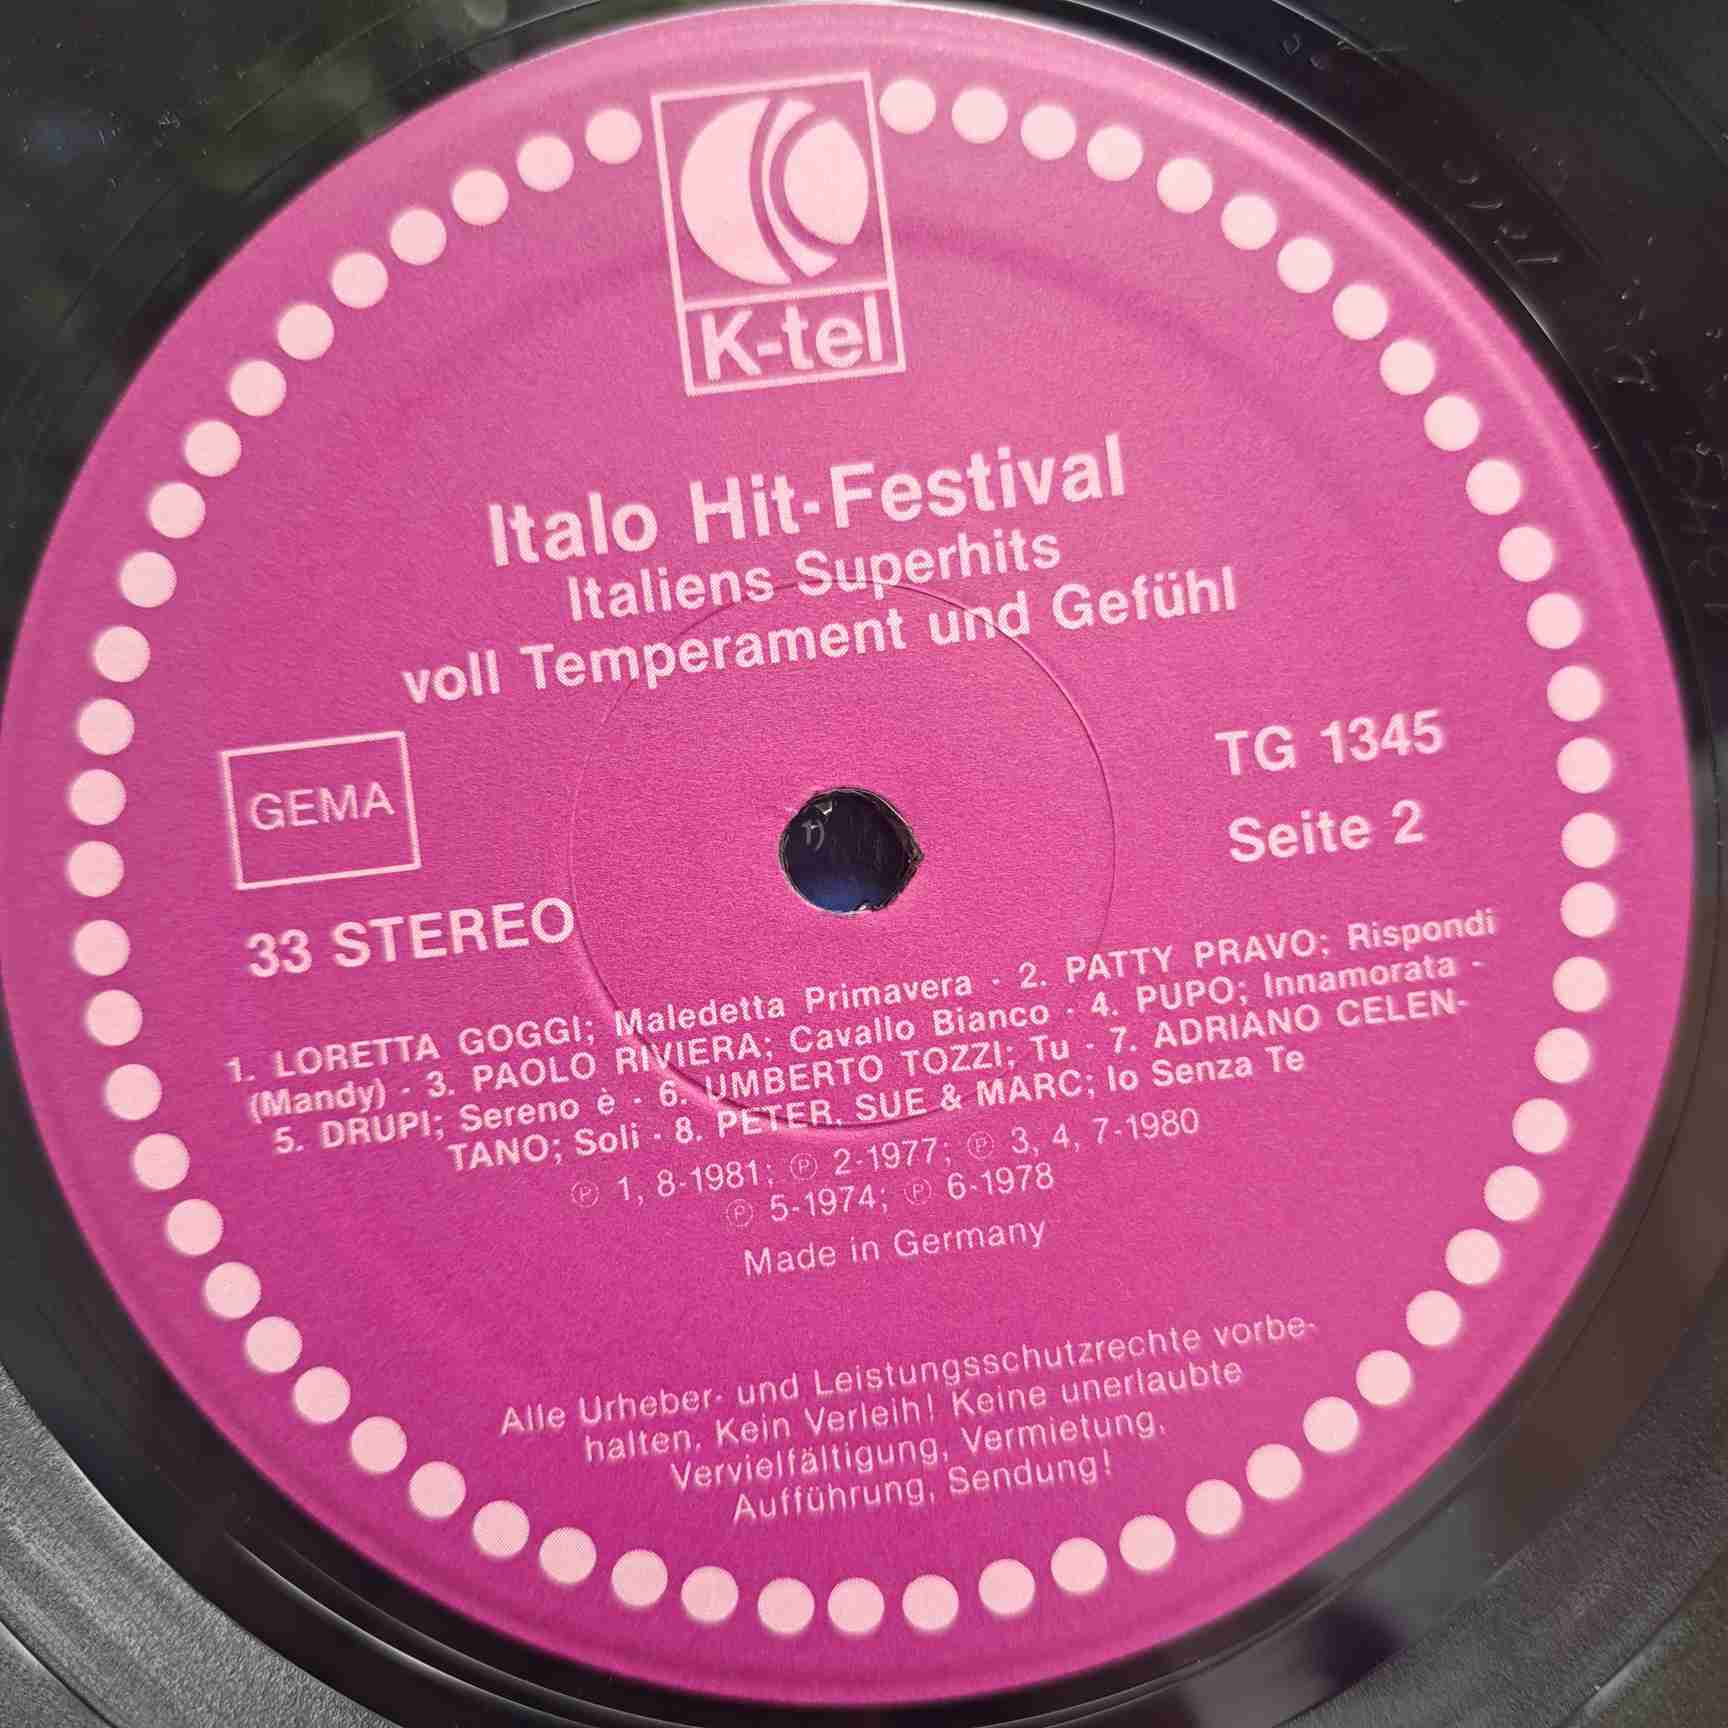 K-tel
Italo Hit-Festival
Italiens Superhits
voll Temperament und Gefühl
GEMA
TG 1345
Seite 2
33 STEREO
1. LORETTA GOGGI; Maledetta Primavera · 2. PATTY PRAVO; Rispondi
(Mandy) · 3. PAOLO RIVIERA; Cavallo Bianco · 4. PUPO; Innamorata -
5. DRUPI; Sereno è · 6. UMBERTO TOZZI; Tu · 7. ADRIANO CELEN-
TANO; Soli · 8. PETER, SUE & MARC; Io Senza Te
℗ 1, 8-1981; ℗ 2-1977; ℗ 3, 4, 7-1980
℗ 5-1974; ℗ 6-1978
Made in Germany
Alle Urheber- und Leistungsschutzrechte vorbe-
halten. Kein Verleih! Keine unerlaubte
Vervielfältigung, Vermietung,
Aufführung, Sendung!